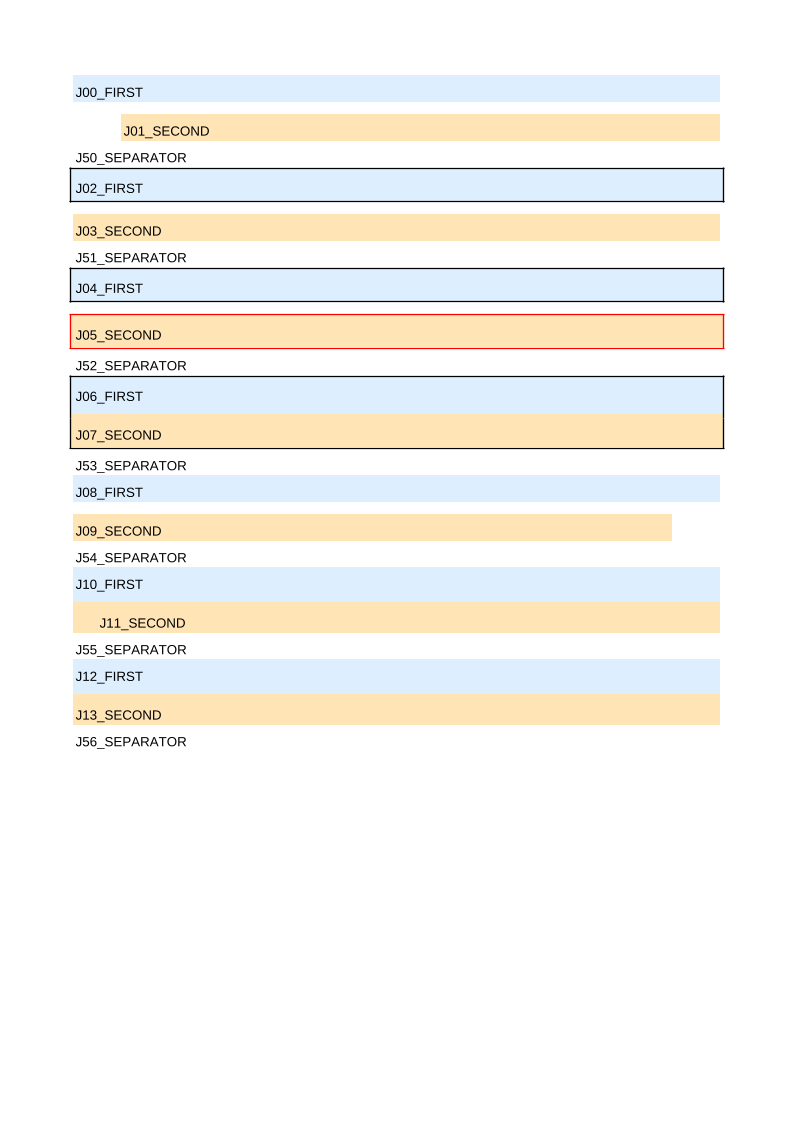 J00_FIRST
J01_SECOND
J50_SEPARATOR
J02_FIRST
J03_SECOND
J51_SEPARATOR
J04_FIRST
J05_SECOND
J52_SEPARATOR
J06_FIRST
J07_SECOND
J53_SEPARATOR
J08_FIRST
J09_SECOND
J54_SEPARATOR
J10_FIRST
J11_SECOND
J55_SEPARATOR
J12_FIRST
J13_SECOND
J56_SEPARATOR